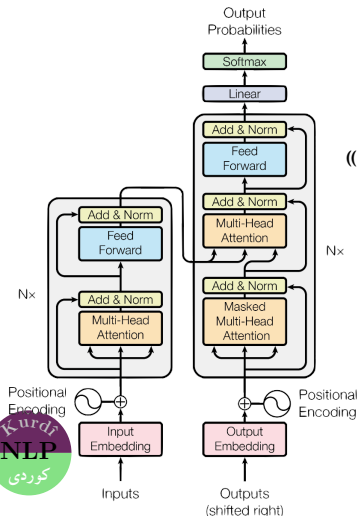 Output
Probabilities
Softmax
Linear
Add & Norm
Feed
Forward
Add & Norm
Multi-Head
Attention
Add & Norm
Masked
Multi-Head
Attention
Nx
((
Add & Norm
Feed
Forward
Add & Norm
Multi-Head
Attention
N×
Positional
Encoding
Positional
Encoding
Input
Embedding
Output
Embedding
Inputs
Outputs
(shifted right)
Kurdî
NLP
کوردی